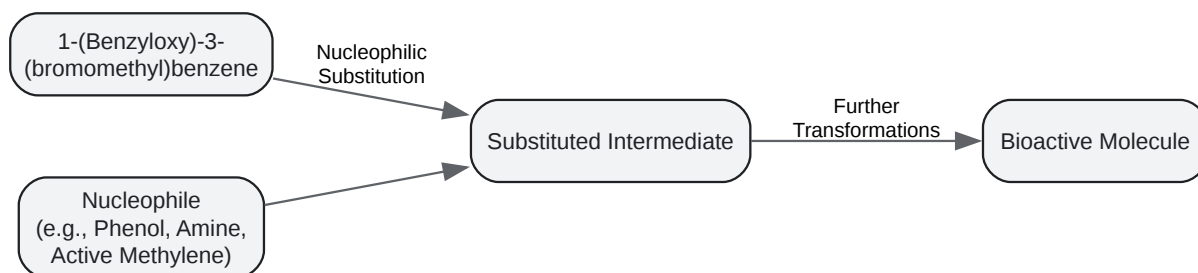 1-(Benzyloxy)-3-
(bromomethyl)benzene
Nucleophilic
Substitution
Nucleophile
(e.g., Phenol, Amine,
Active Methylene)
Substituted Intermediate
Further
Transformations
Bioactive Molecule